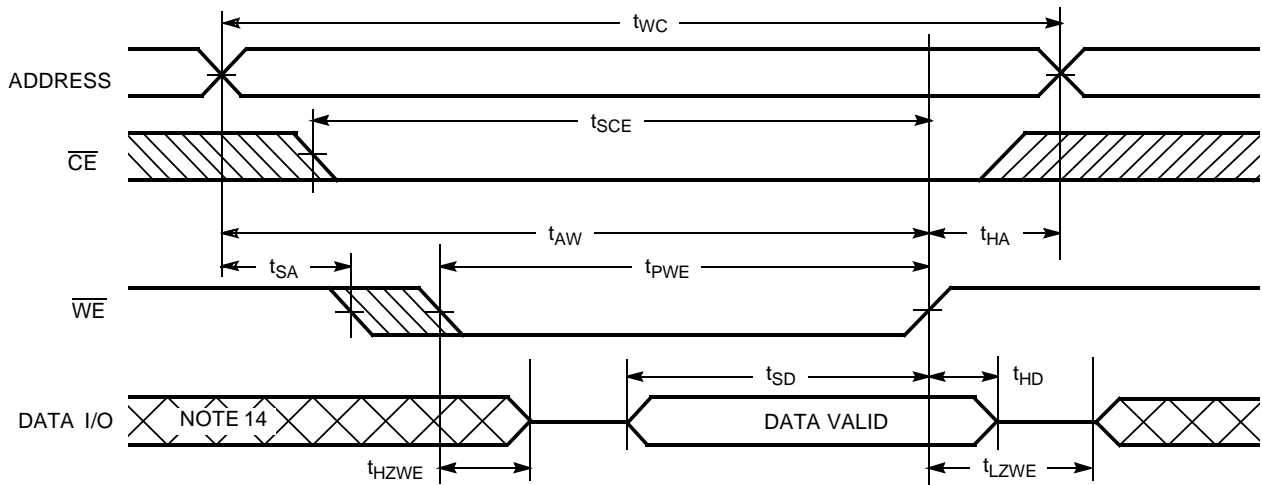 tWC
ADDRESS
tSCE
CE
tAW
tHA
tSA
tPWE
WE
tSD
tHD
DATA I/O
NOTE 14
DATA VALID
tHZWE
tLZWE